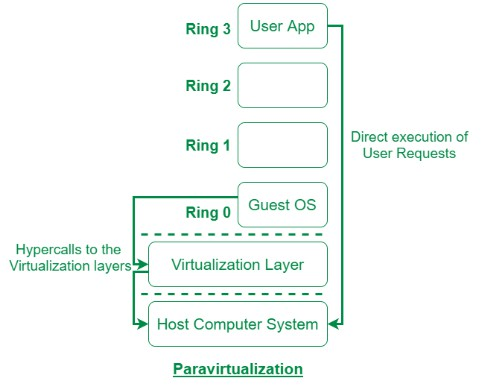 Ring 3
User App
Ring 2
Ring 1
Direct execution of
User Requests
Ring 0
Guest OS
Hypercalls to the
Virtualization layers
Virtualization Layer
Host Computer System
Paravirtualization